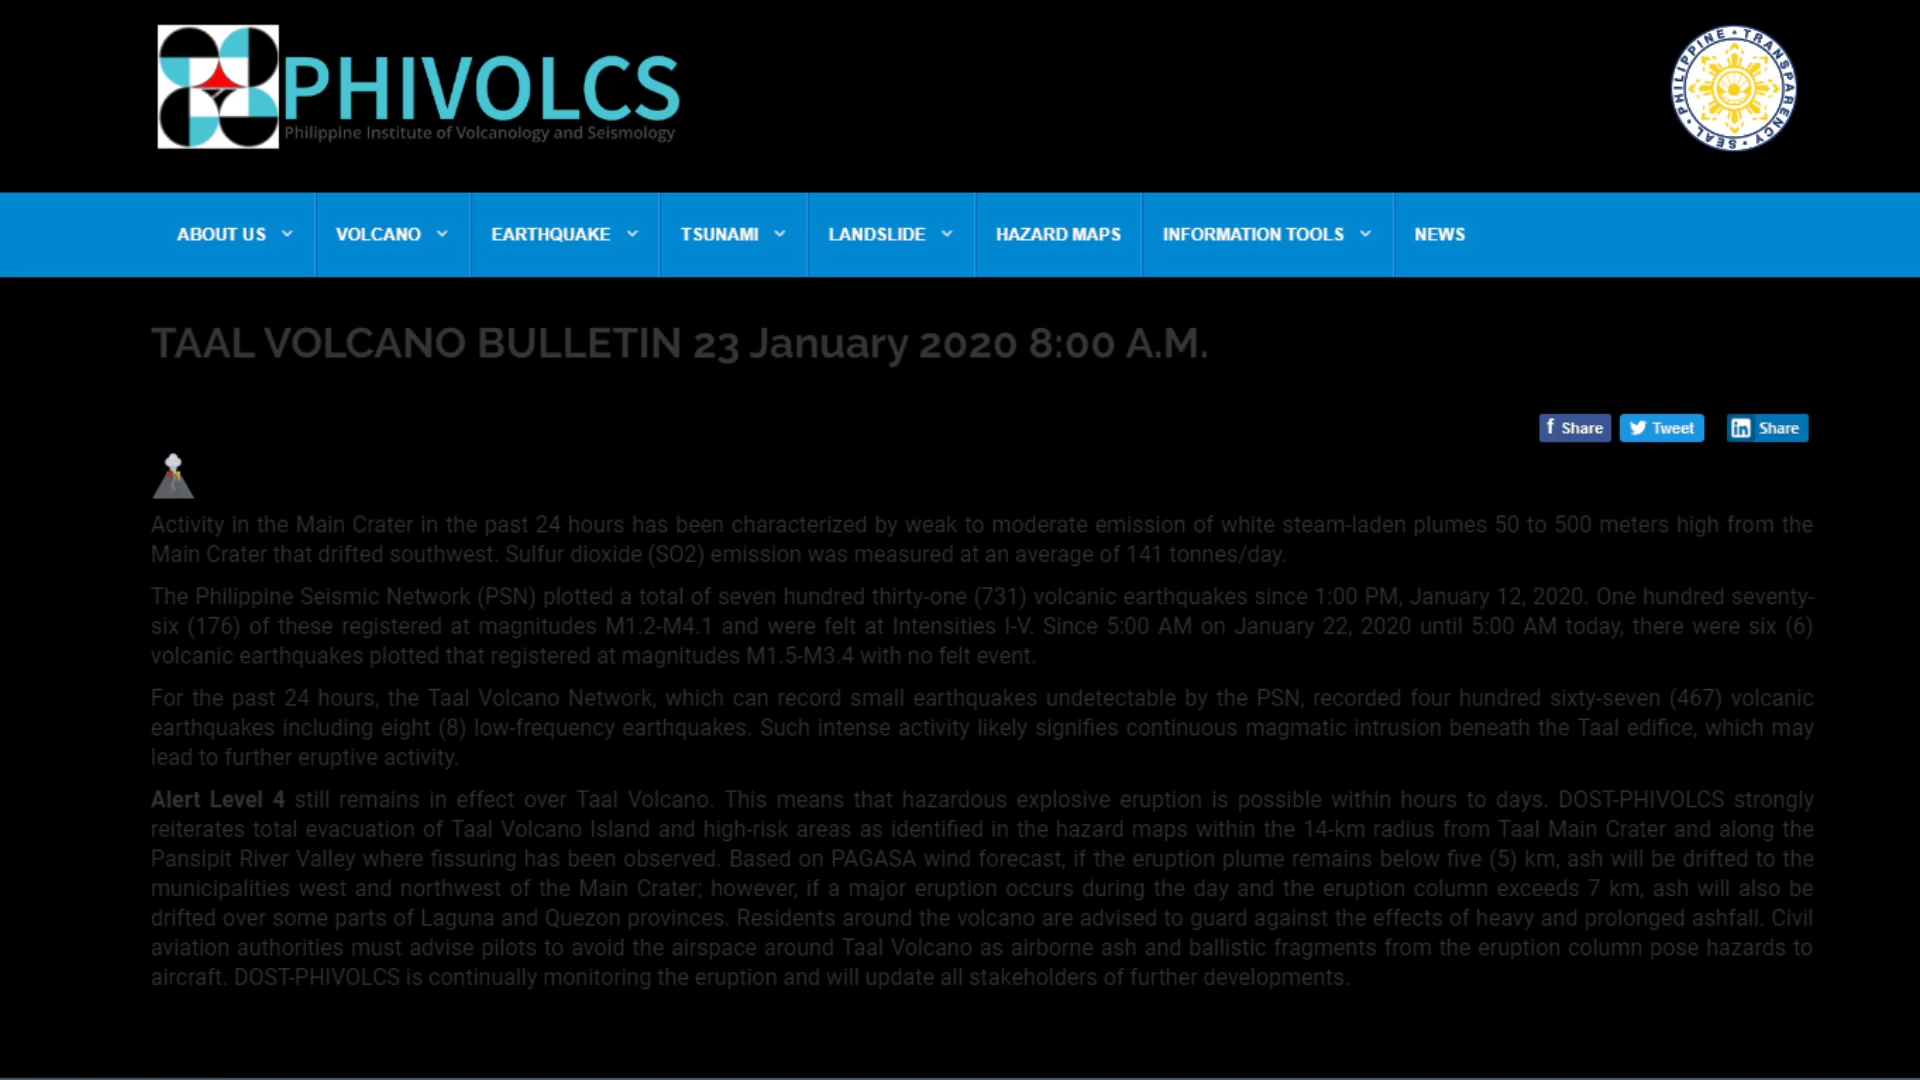 PHIVOLCS
Philippine Institute of Volcanology and Seismology
PHILIPPINE • TRANSPARENCY • SEAL •
ABOUT US
VOLCANO
EARTHQUAKE
TSUNAMI
LANDSLIDE
HAZARD MAPS
INFORMATION TOOLS
NEWS
TAAL VOLCANO BULLETIN 23 January 2020 8:00 A.M.
f Share
Tweet
in Share
Activity in the Main Crater in the past 24 hours has been characterized by weak to moderate emission of white steam-laden plumes 50 to 500 meters high from the
Main Crater that drifted southwest. Sulfur dioxide (SO2) emission was measured at an average of 141 tonnes/day.
The Philippine Seismic Network (PSN) plotted a total of seven hundred thirty-one (731) volcanic earthquakes since 1:00 PM, January 12, 2020. One hundred seventy-
six (176) of these registered at magnitudes M1.2-M4.1 and were felt at Intensities I-V. Since 5:00 AM on January 22, 2020 until 5:00 AM today, there were six (6)
volcanic earthquakes plotted that registered at magnitudes M1.5-M3.4 with no felt event.
For the past 24 hours, the Taal Volcano Network, which can record small earthquakes undetectable by the PSN, recorded four hundred sixty-seven (467) volcanic
earthquakes including eight (8) low-frequency earthquakes. Such intense activity likely signifies continuous magmatic intrusion beneath the Taal edifice, which may
lead to further eruptive activity.
Alert Level 4 still remains in effect over Taal Volcano. This means that hazardous explosive eruption is possible within hours to days. DOST-PHIVOLCS strongly
reiterates total evacuation of Taal Volcano Island and high-risk areas as identified in the hazard maps within the 14-km radius from Taal Main Crater and along the
Pansipit River Valley where fissuring has been observed. Based on PAGASA wind forecast, if the eruption plume remains below five (5) km, ash will be drifted to the
municipalities west and northwest of the Main Crater; however, if a major eruption occurs during the day and the eruption column exceeds 7 km, ash will also be
drifted over some parts of Laguna and Quezon provinces. Residents around the volcano are advised to guard against the effects of heavy and prolonged ashfall. Civil
aviation authorities must advise pilots to avoid the airspace around Taal Volcano as airborne ash and ballistic fragments from the eruption column pose hazards to
aircraft. DOST-PHIVOLCS is continually monitoring the eruption and will update all stakeholders of further developments.